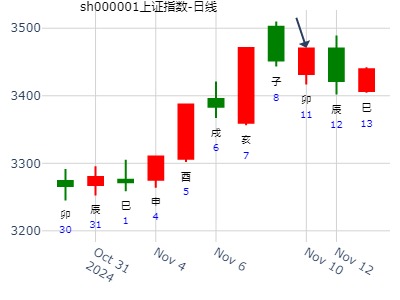 sh000001上证指数-日线
3500
3400
3300
3200
卯
30
辰
31
巳
1
申
4
酉
5
戌
6
亥
7
子
8
卯
11
辰
12
巳
13
Oct 31
2024
Nov 4
Nov 6
Nov 10
Nov 12